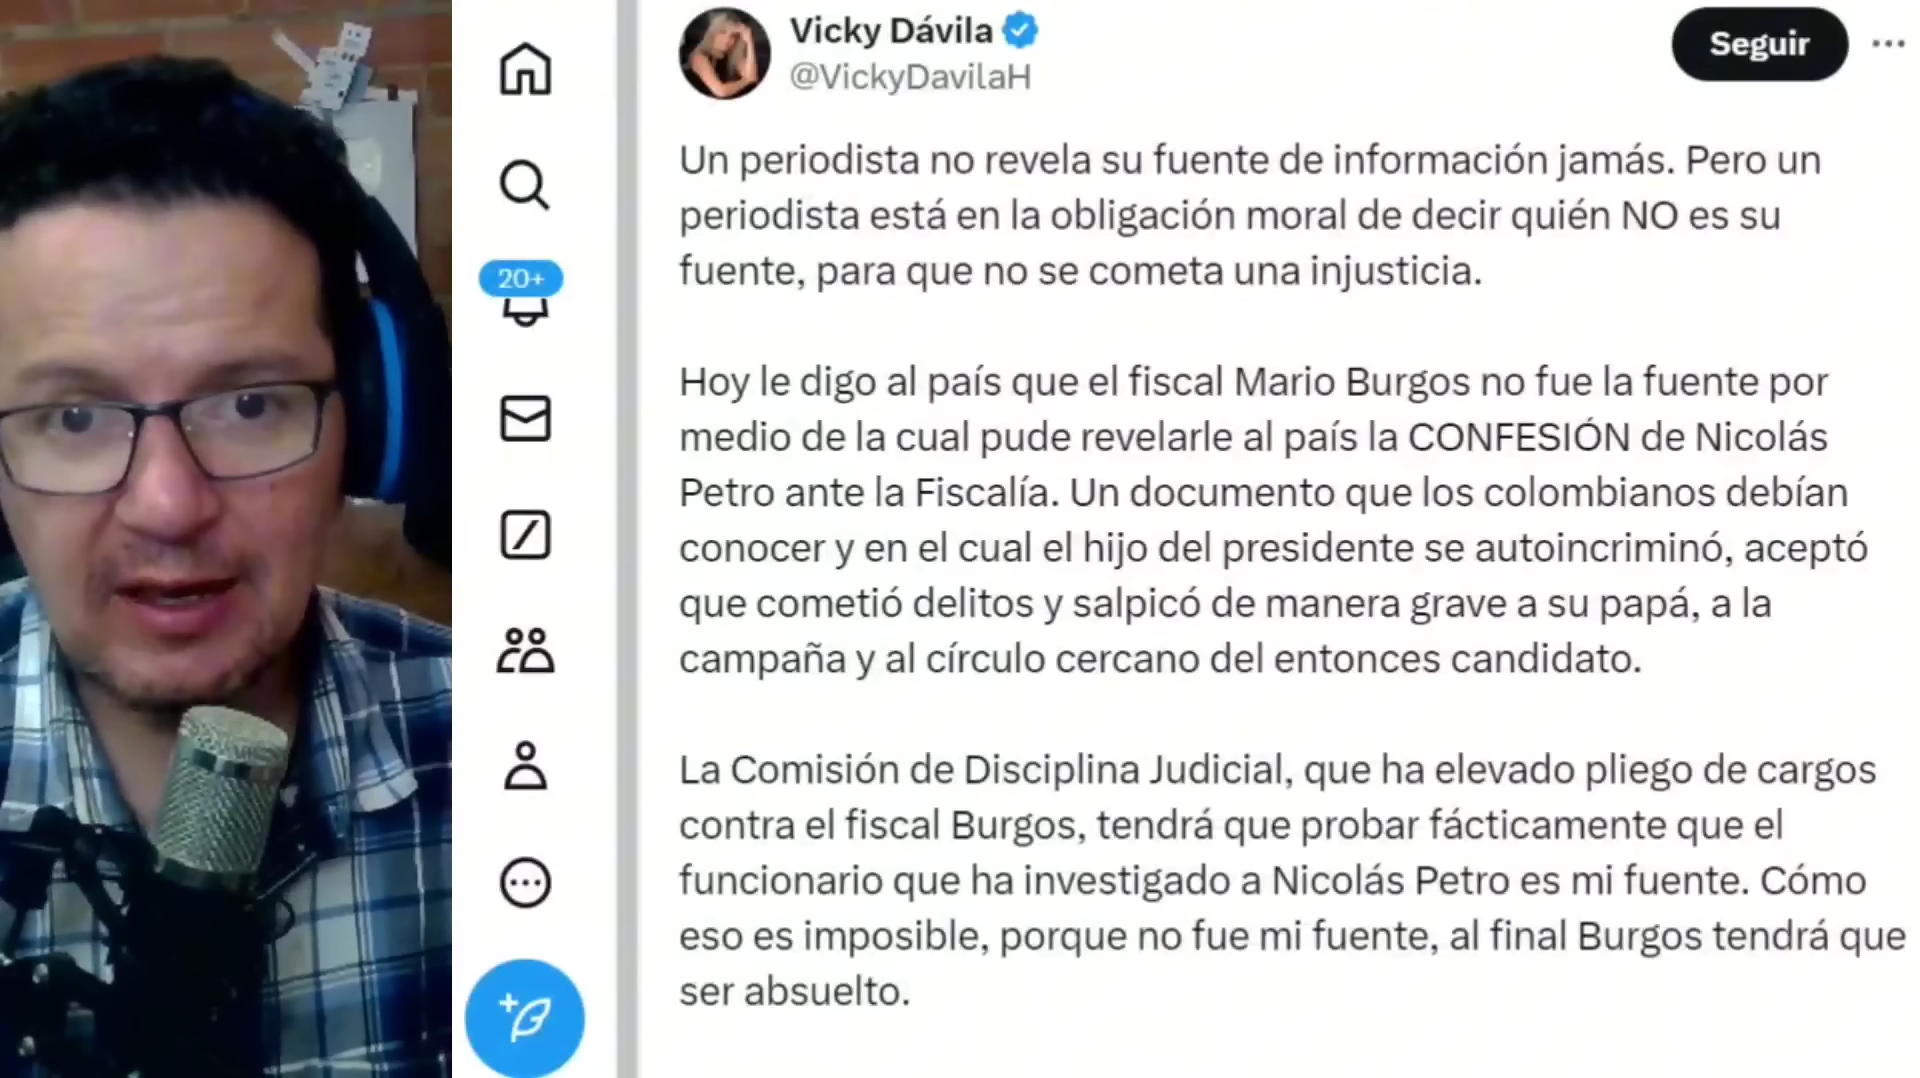 Vicky Dávila
@VickyDavilaH
Seguir
20+
Un periodista no revela su fuente de información jamás. Pero un
periodista está en la obligación moral de decir quién NO es su
fuente, para que no se cometa una injusticia.
Hoy le digo al país que el fiscal Mario Burgos no fue la fuente por
medio de la cual pude revelarle al país la CONFESIÓN de Nicolás
Petro ante la Fiscalía. Un documento que los colombianos debían
conocer y en el cual el hijo del presidente se autoincriminó, aceptó
que cometió delitos y salpicó de manera grave a su papá, a la
campaña y al círculo cercano del entonces candidato.
La Comisión de Disciplina Judicial, que ha elevado pliego de cargos
contra el fiscal Burgos, tendrá que probar fácticamente que el
funcionario que ha investigado a Nicolás Petro es mi fuente. Cómo
eso es imposible, porque no fue mi fuente, al final Burgos tendrá que
ser absuelto.